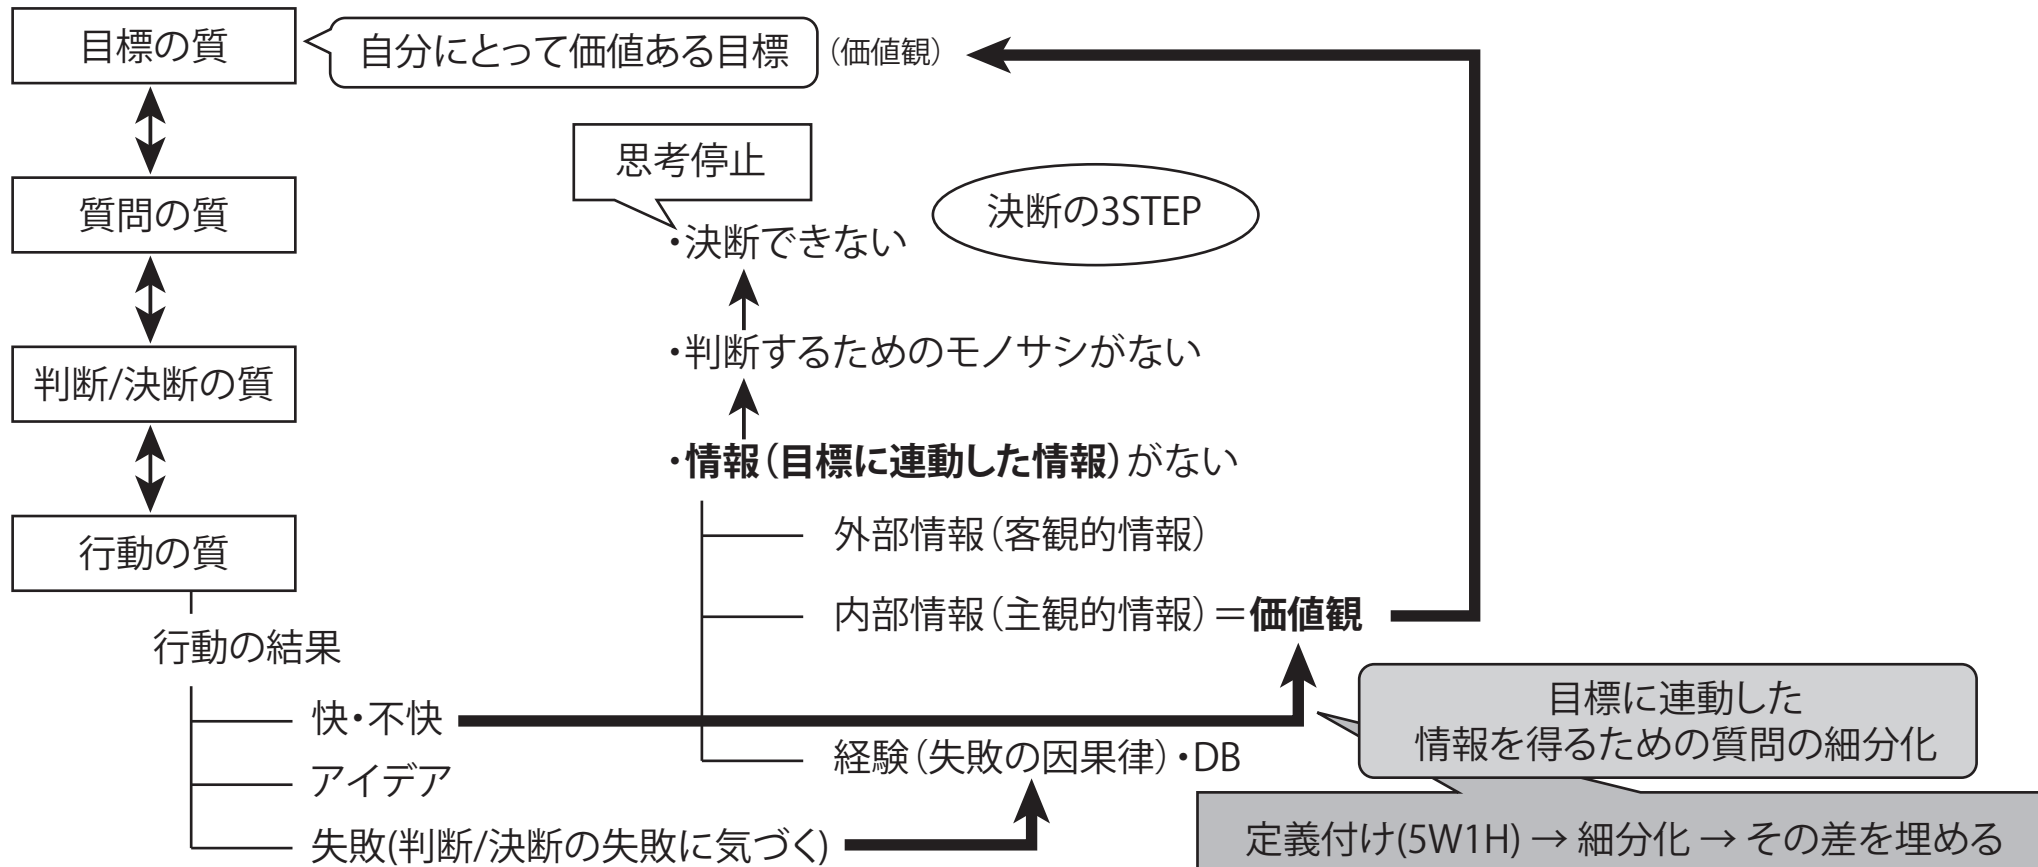 目標の質
自分にとって価値ある目標
（価値観）
思考停止
決断の3STEP
質問の質
・決断できない
・判断するためのモノサシがない
判断/決断の質
・情報（目標に連動した情報）がない
外部情報（客観的情報）
行動の質
内部情報（主観的情報）＝価値観
行動の結果
快・不快
目標に連動した
情報を得るための質問の細分化
経験（失敗の因果律）・DB
アイデア
失敗(判断/決断の失敗に気づく)
定義付け(5W1H) → 細分化 → その差を埋める